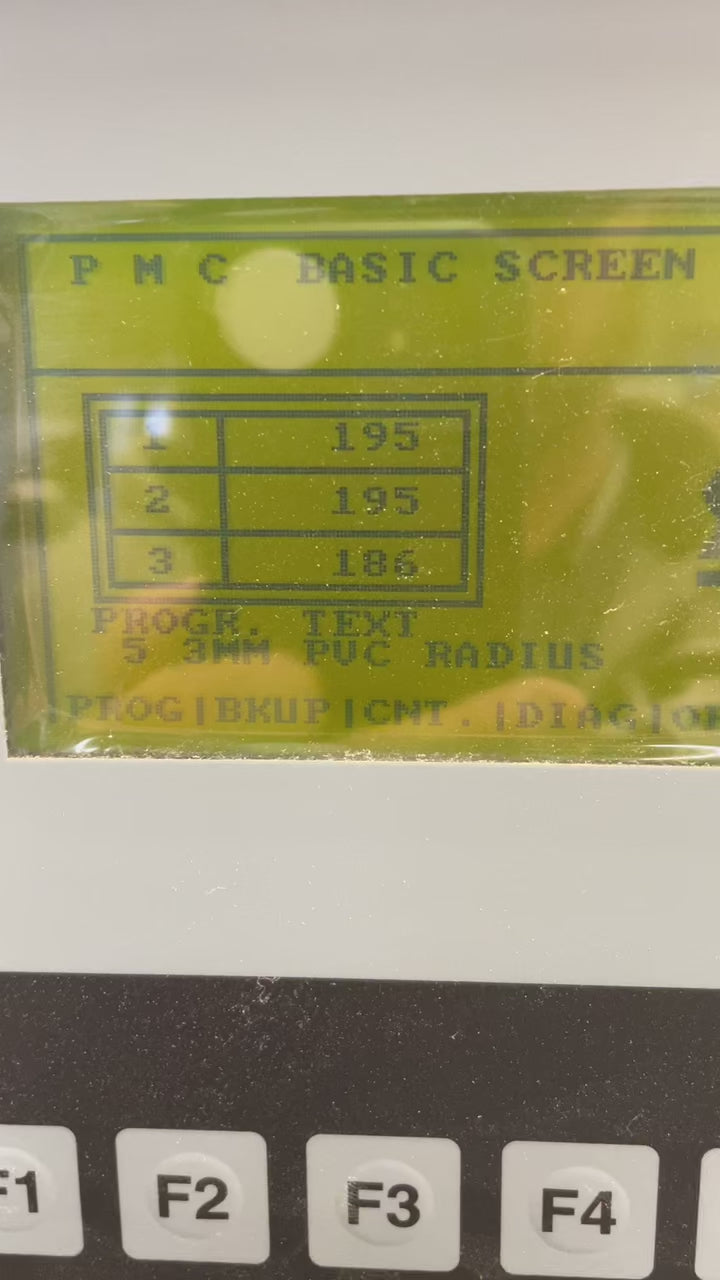 P M C BASIC SCREEN
1 195
2 195
3 186
PROGR. TEXT
5 3MM PVC RADIUS
PROG|BKUP|CNT.|DIAG|
F1 F2 F3 F4